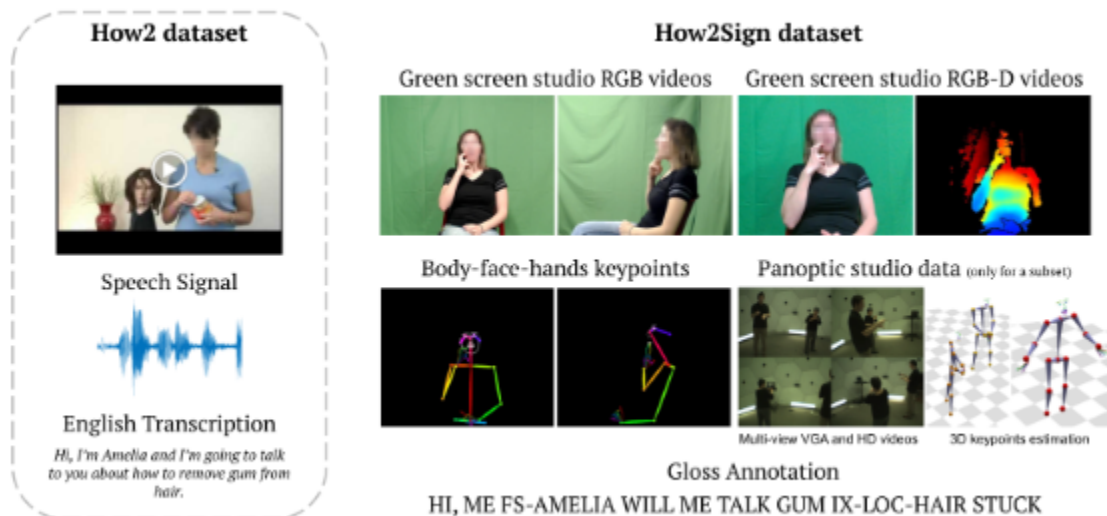 How2 dataset
Speech Signal
English Transcription
Hi, I'm Amelia and I'm going to talk
to you about how to remove gum from
hair.
How2Sign dataset
Green screen studio RGB videos
Green screen studio RGB-D videos
Body-face-hands keypoints
Panoptic studio data (only for a subset)
Multi-view VGA and HD videos
3D keypoints estimation
Gloss Annotation
HI, ME FS-AMELIA WILL ME TALK GUM IX-LOC-HAIR STUCK